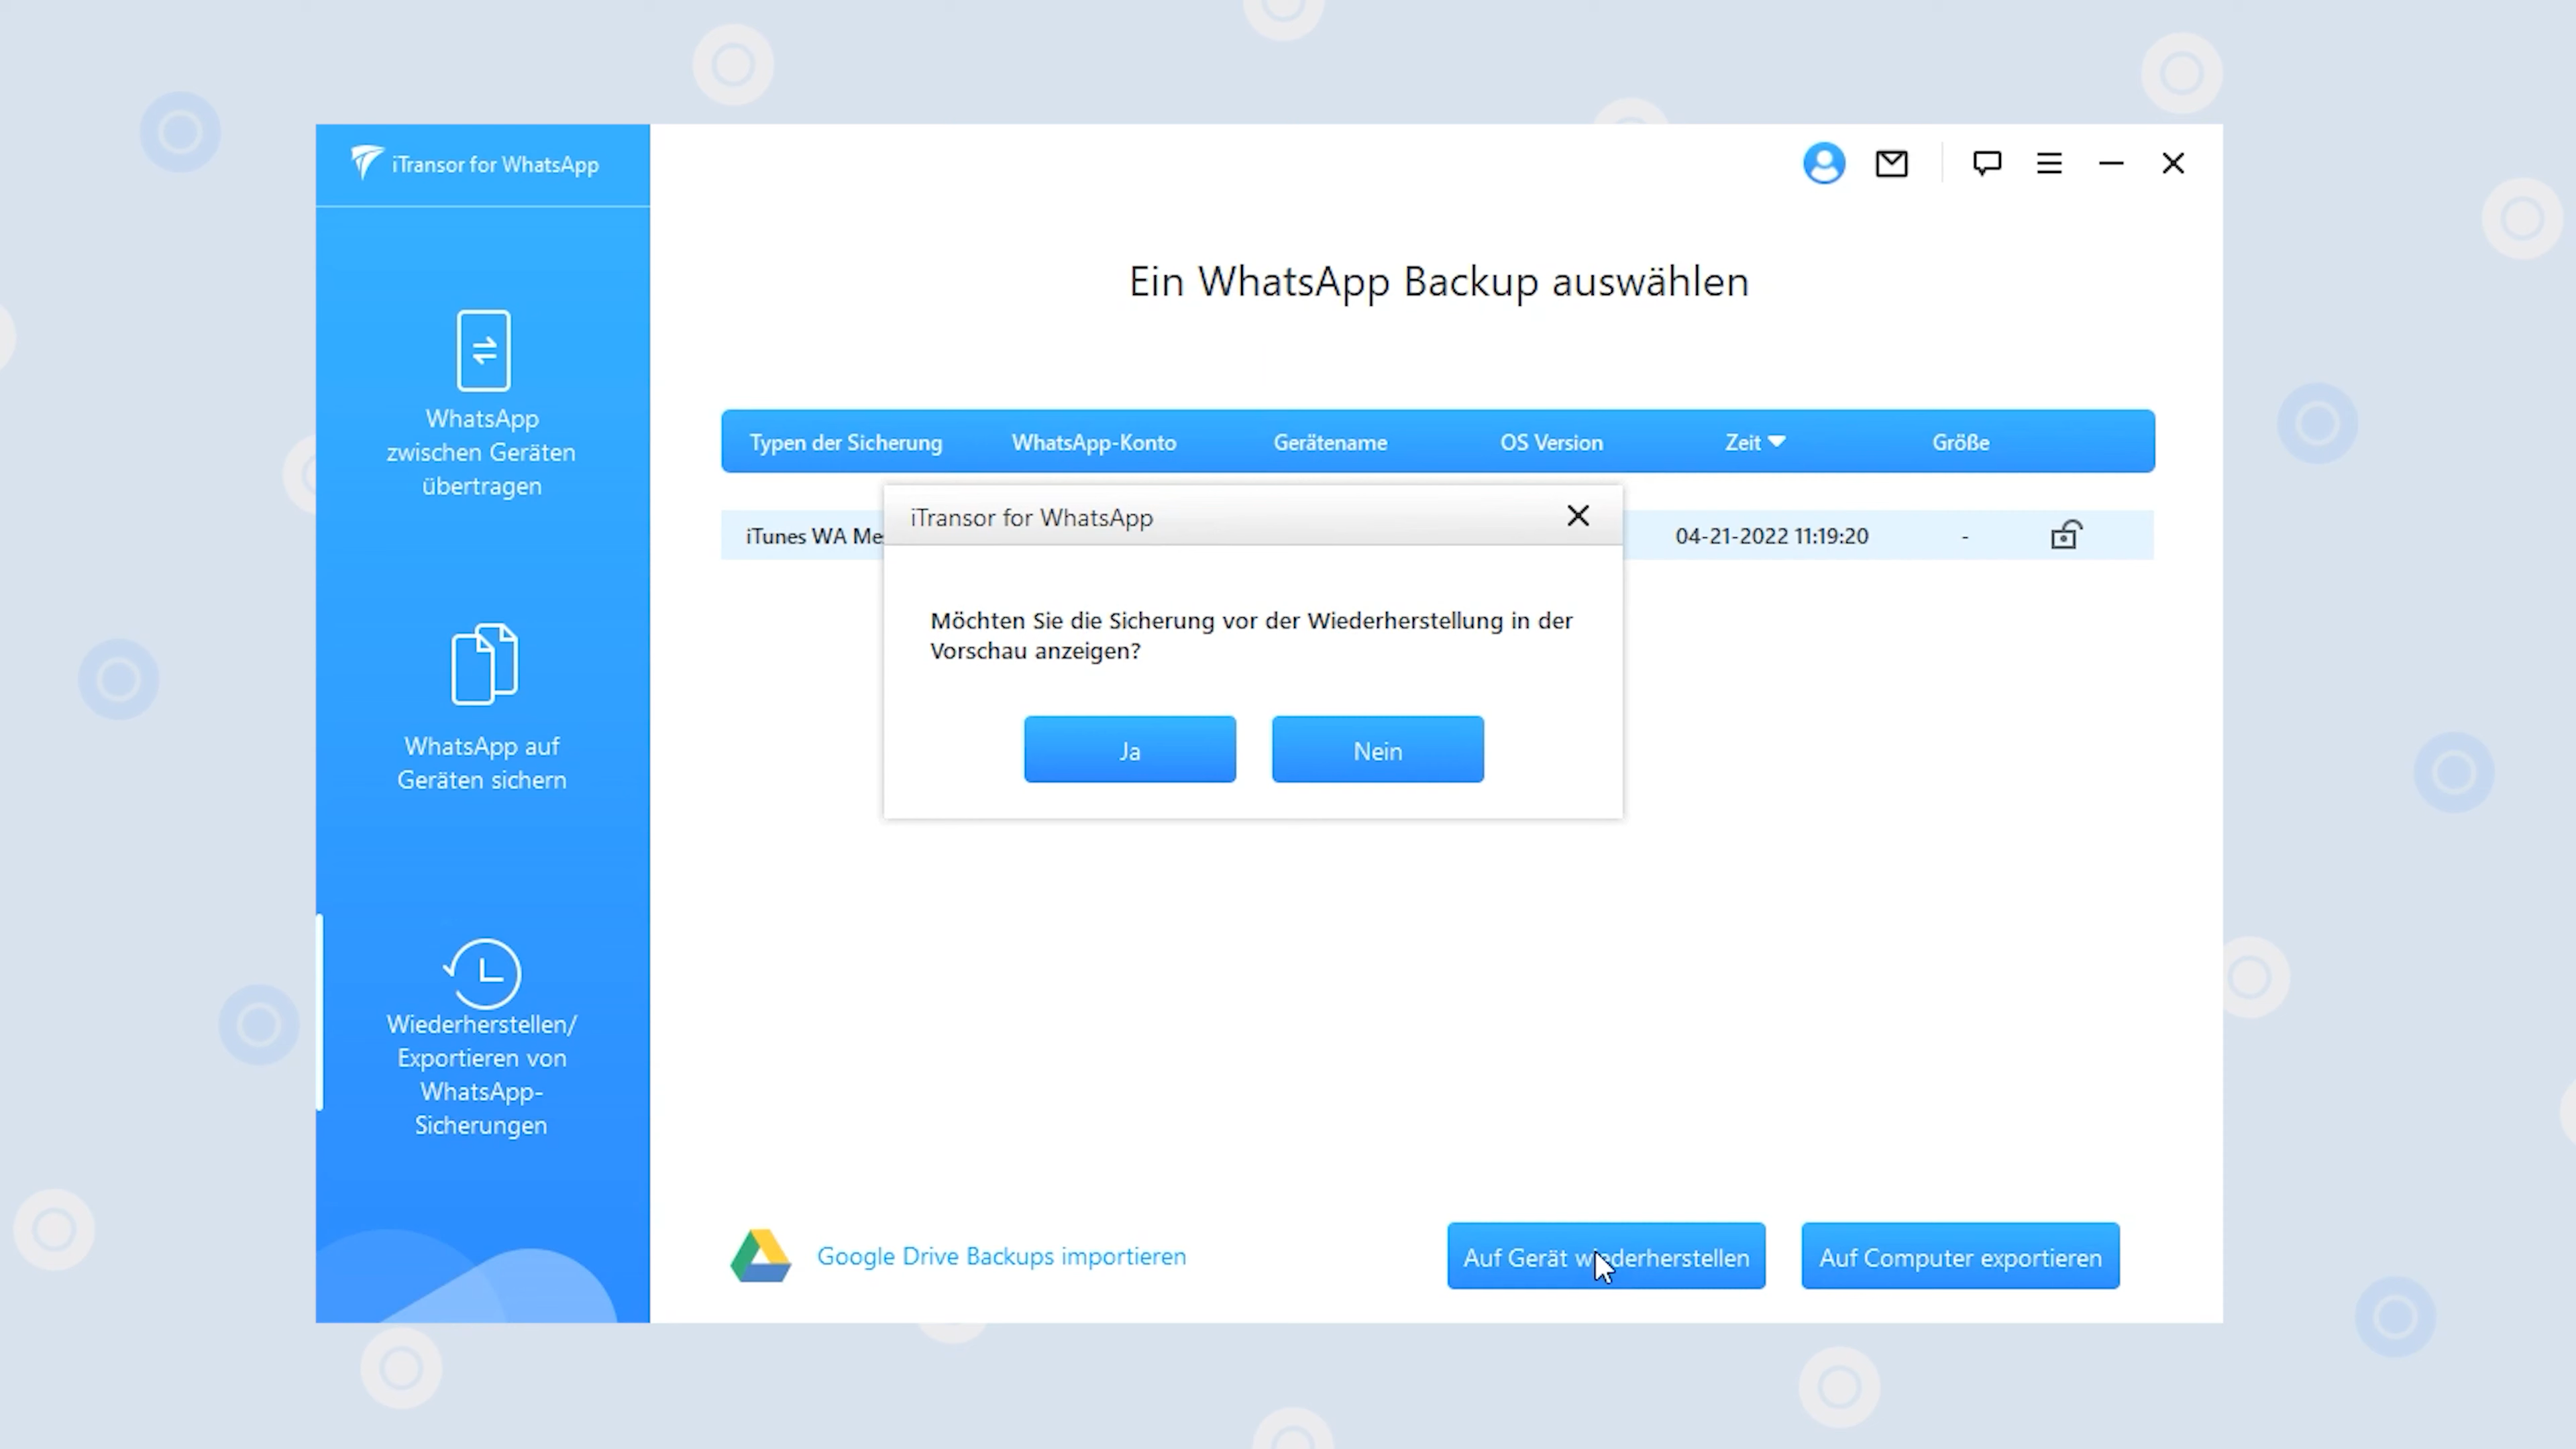 iTransor for WhatsApp
WhatsApp
zwischen Geräten
übertragen
WhatsApp auf
Geräten sichern
Wiederherstellen/
Exportieren von
WhatsApp-
Sicherungen
Ein WhatsApp Backup auswählen
Typen der Sicherung WhatsApp-Konto Gerätename OS Version Zeit Größe
iTunes WA 04-21-2022 11:19:20 -
iTransor for WhatsApp
Möchten Sie die Sicherung vor der Wiederherstellung in der
Vorschau anzeigen?
Ja Nein
Google Drive Backups importieren
Auf Gerät wiederherstellen Auf Computer exportieren